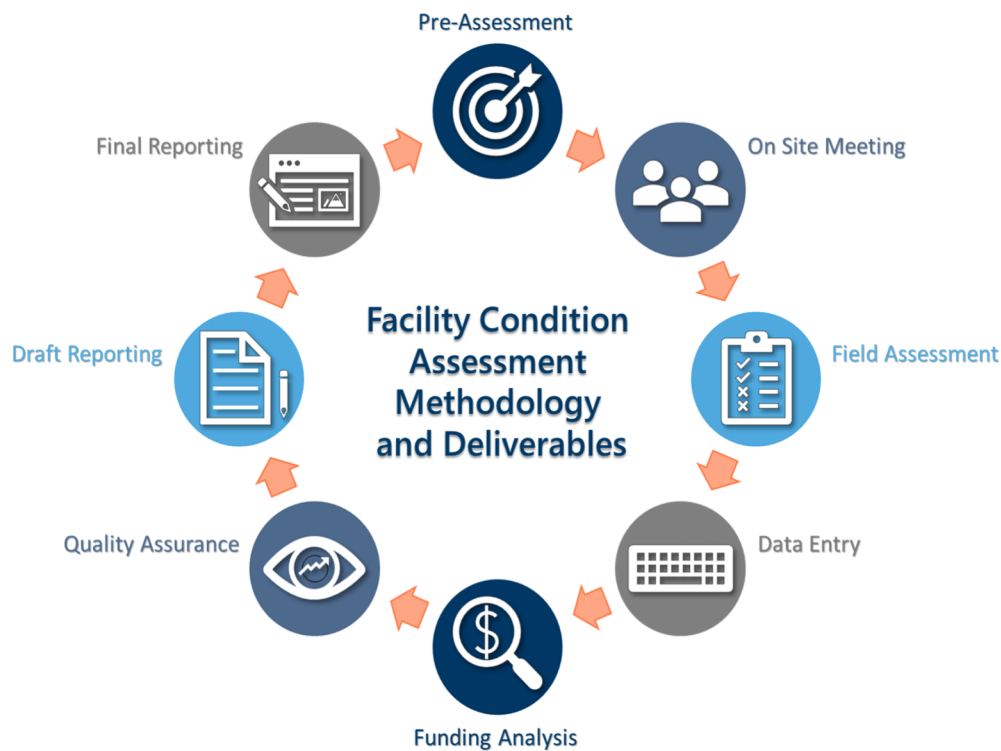 Pre-Assessment
Final Reporting
On Site Meeting
Facility Condition
Assessment
Methodology
and Deliverables
Draft Reporting
Field Assessment
Quality Assurance
Data Entry
$
Funding Analysis